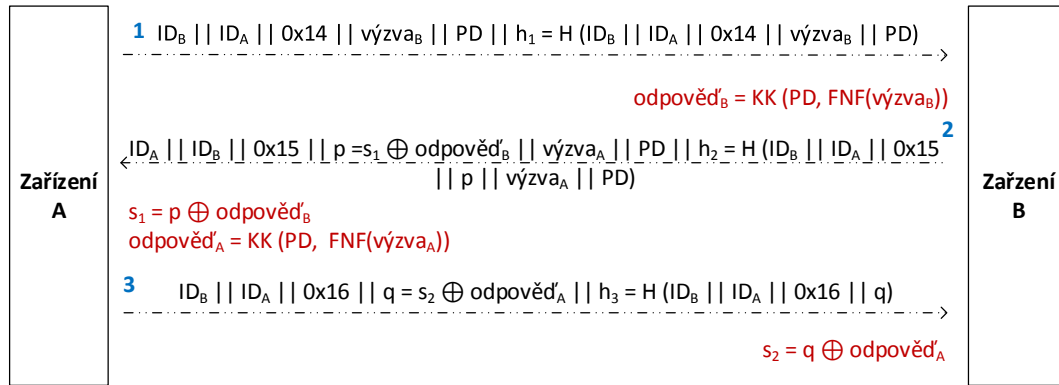 1 ID_B || ID_A || 0x14 || výzva_B || PD || h_1 = H (ID_B || ID_A || 0x14 || výzva_B || PD)
odpověď_B = KK (PD, FNF(výzva_B))
2
ID_A || ID_B || 0x15 || p =s_1 ⊕ odpověď_B || výzva_A || PD || h_2 = H (ID_B || ID_A || 0x15
|| p || výzva_A || PD)
Zařízení
A
Zařzení
B
s_1 = p ⊕ odpověď_B
odpověď_A = KK (PD, FNF(výzva_A))
3 ID_B || ID_A || 0x16 || q = s_2 ⊕ odpověď_A || h_3 = H (ID_B || ID_A || 0x16 || q)
s_2 = q ⊕ odpověď_A